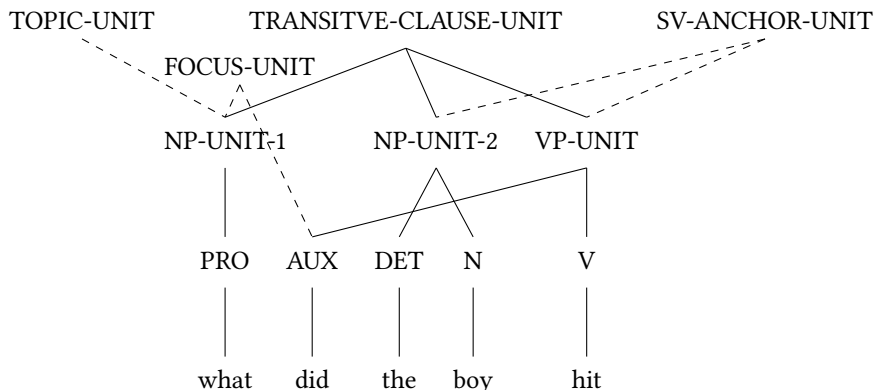 TOPIC-UNIT TRANSITVE-CLAUSE-UNIT SV-ANCHOR-UNIT
FOCUS-UNIT
NP-UNIT-1 NP-UNIT-2 VP-UNIT
PRO AUX DET N V
what did the boy hit